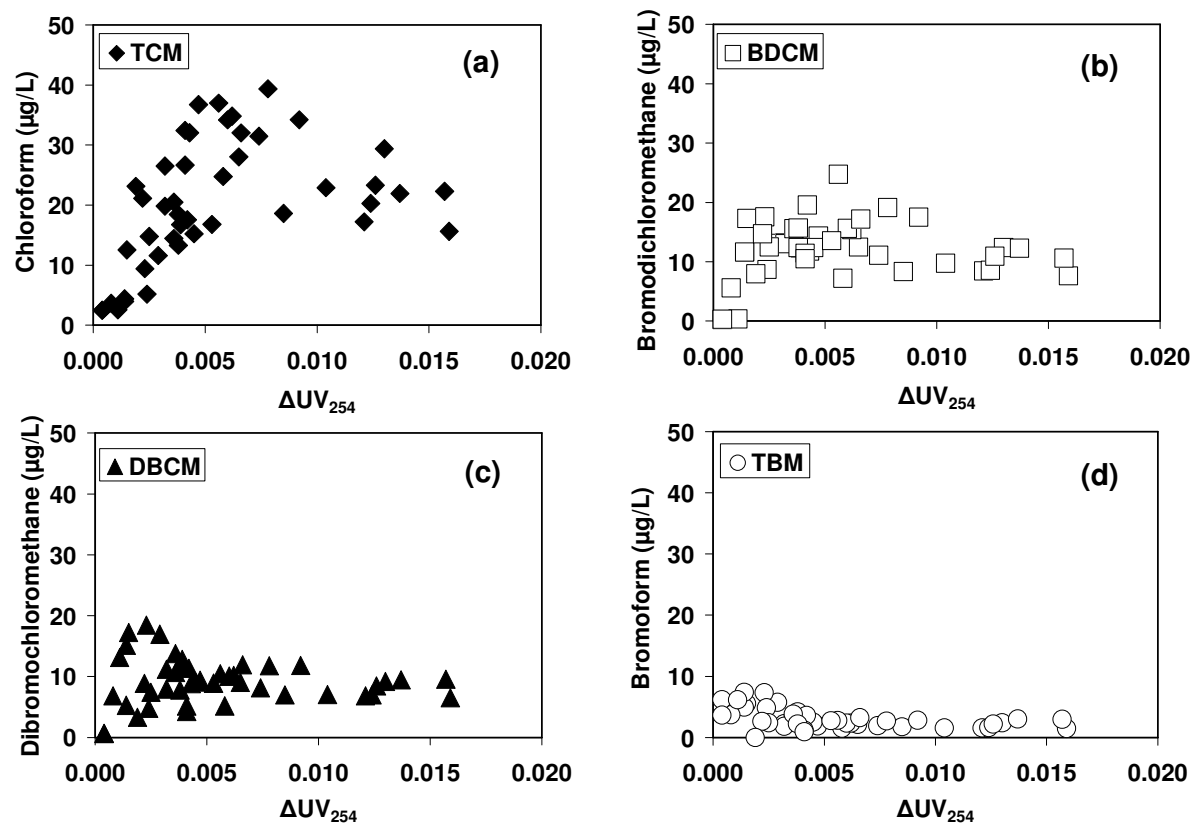 TCM
(a)
Chloroform (µg/L)
50
40
30
20
10
0
0.000 0.005 0.010 0.015 0.020
ΔUV254
BDCM
(b)
Bromodichloromethane (µg/L)
50
40
30
20
10
0
0.000 0.005 0.010 0.015 0.020
ΔUV254
DBCM
(c)
Dibromochloromethane (µg/L)
50
40
30
20
10
0
0.000 0.005 0.010 0.015 0.020
ΔUV254
TBM
(d)
Bromoform (µg/L)
50
40
30
20
10
0
0.000 0.005 0.010 0.015 0.020
ΔUV254